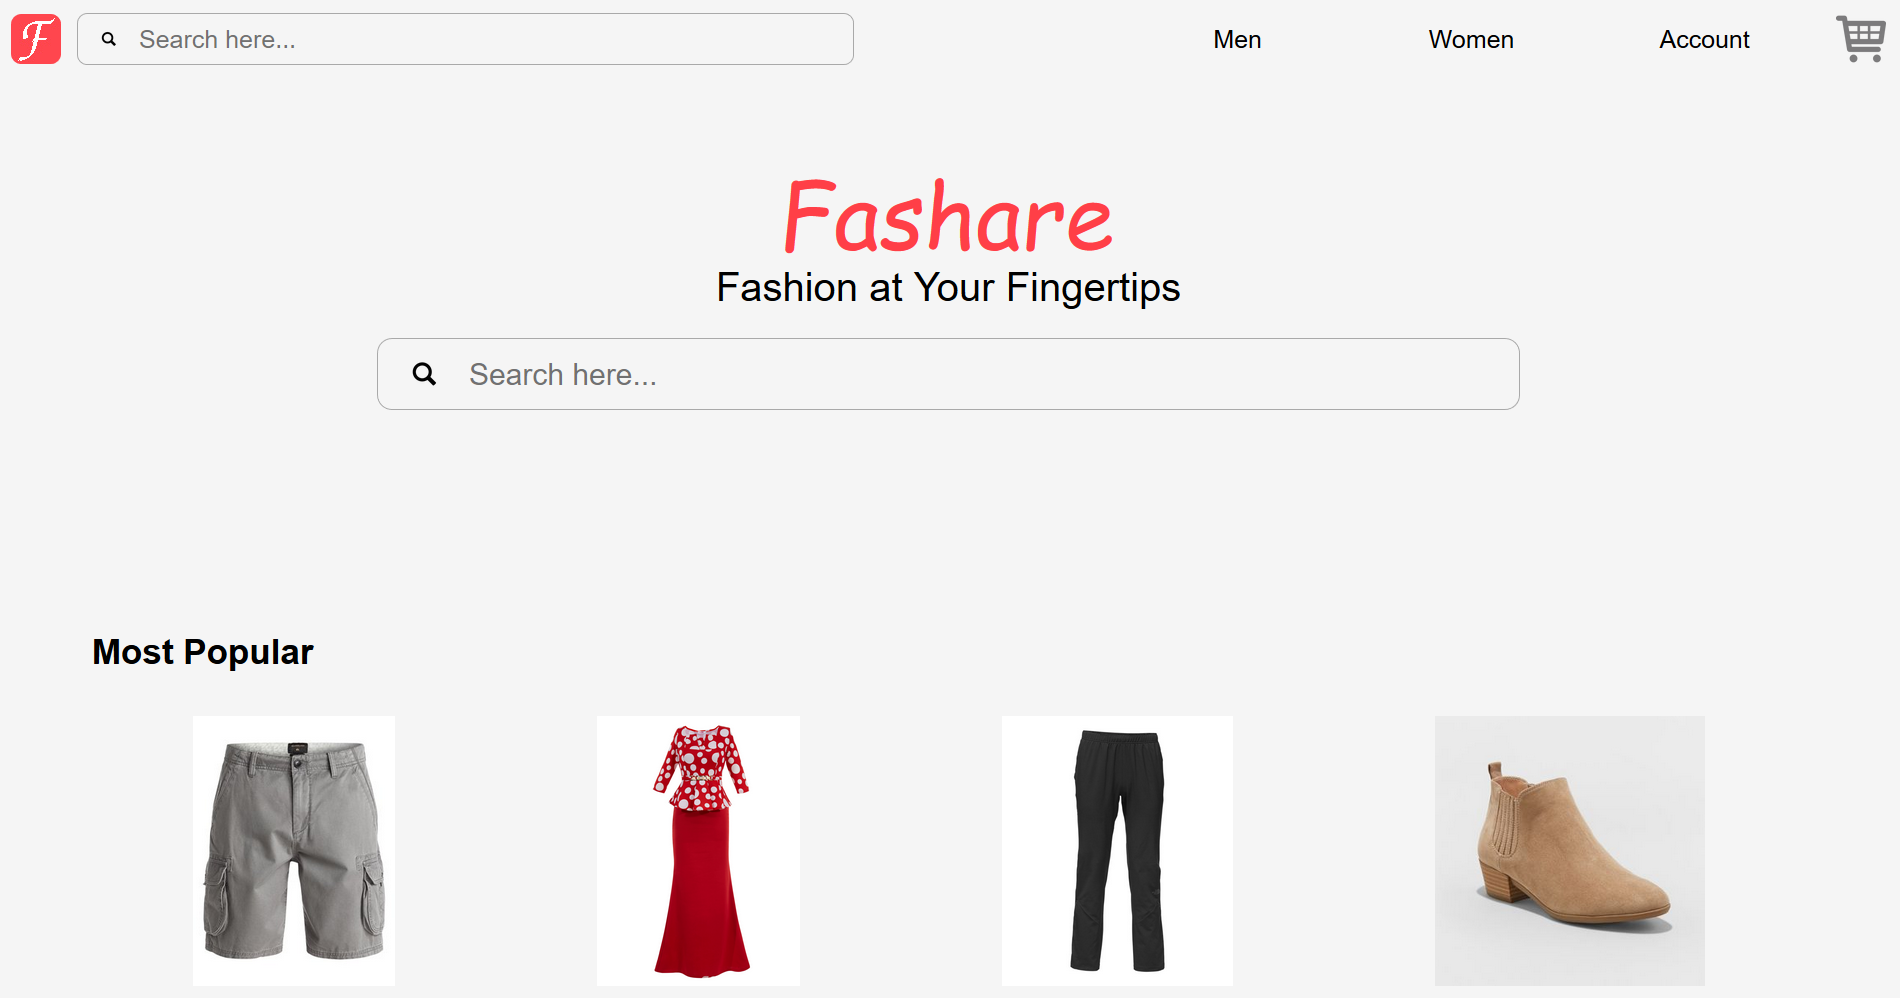 F
Search here...
Men
Women
Account
Fashare
Fashion at Your Fingertips
Search here...
Most Popular